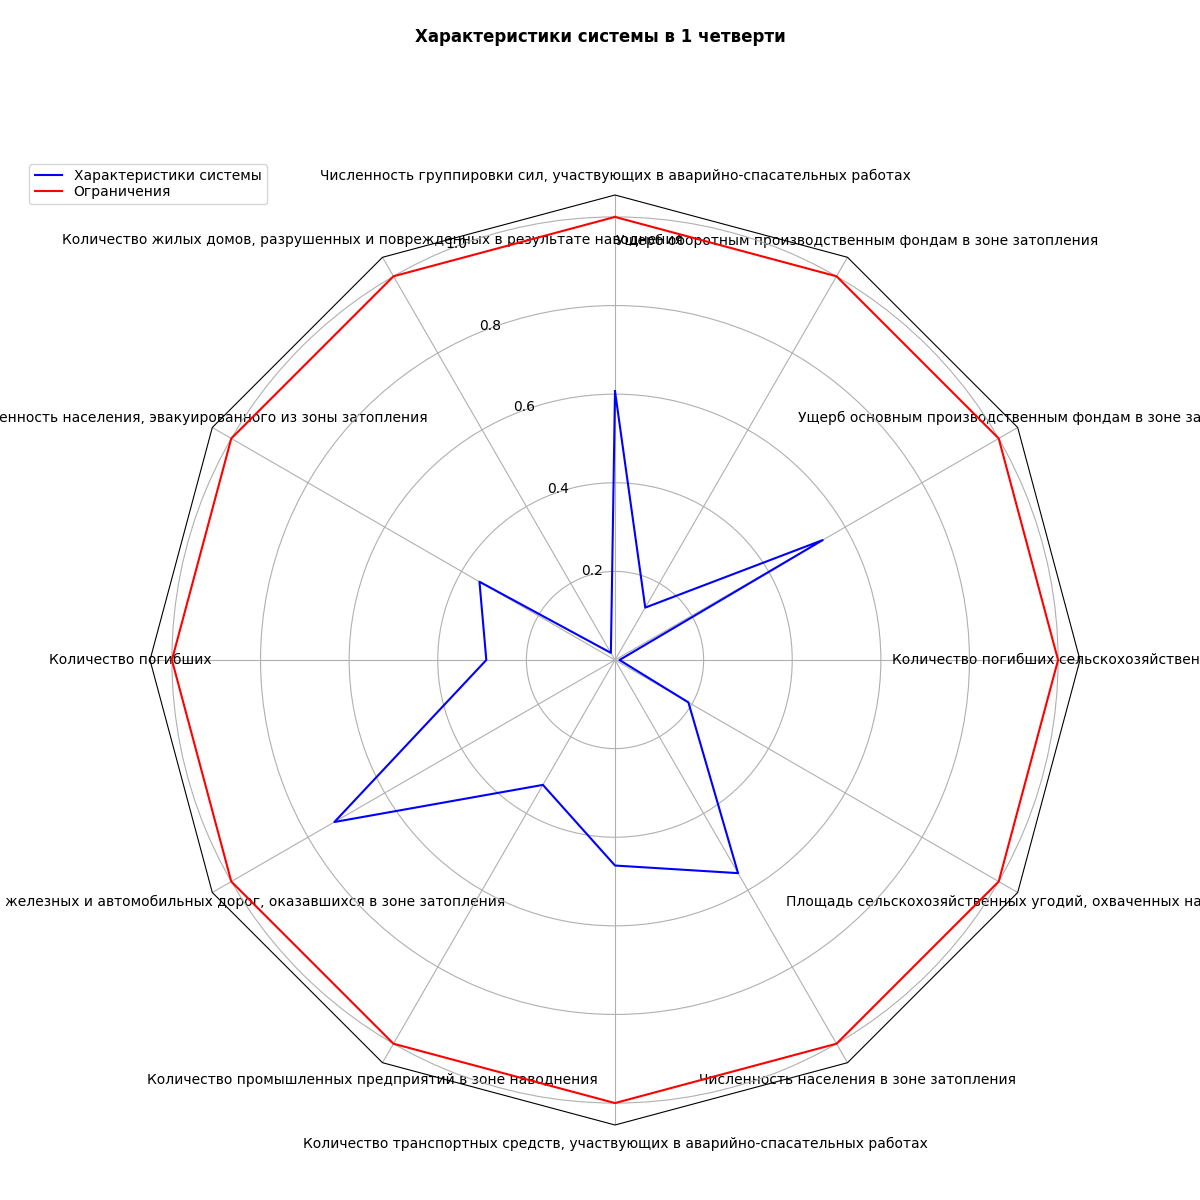 Характеристики системы в 1 четверти
Характеристики системы
Ограничения
Численность группировки сил, участвующих в аварийно-спасательных работах
Количество жилых домов, разрушенных и поврежденных в результате наводнения
Ущерб оборотным производственным фондам в зоне затопления
1.0
0.8
0.6
енность населения, эвакуированного из зоны затопления
Ущерб основным производственным фондам в зоне за
0.4
0.2
Количество погибших
Количество погибших сельскохозяйствен
железных и автомобильных дорог, оказавшихся в зоне затопления
Площадь сельскохозяйственных угодий, охваченных на
Количество промышленных предприятий в зоне наводнения
Численность населения в зоне затопления
Количество транспортных средств, участвующих в аварийно-спасательных работах